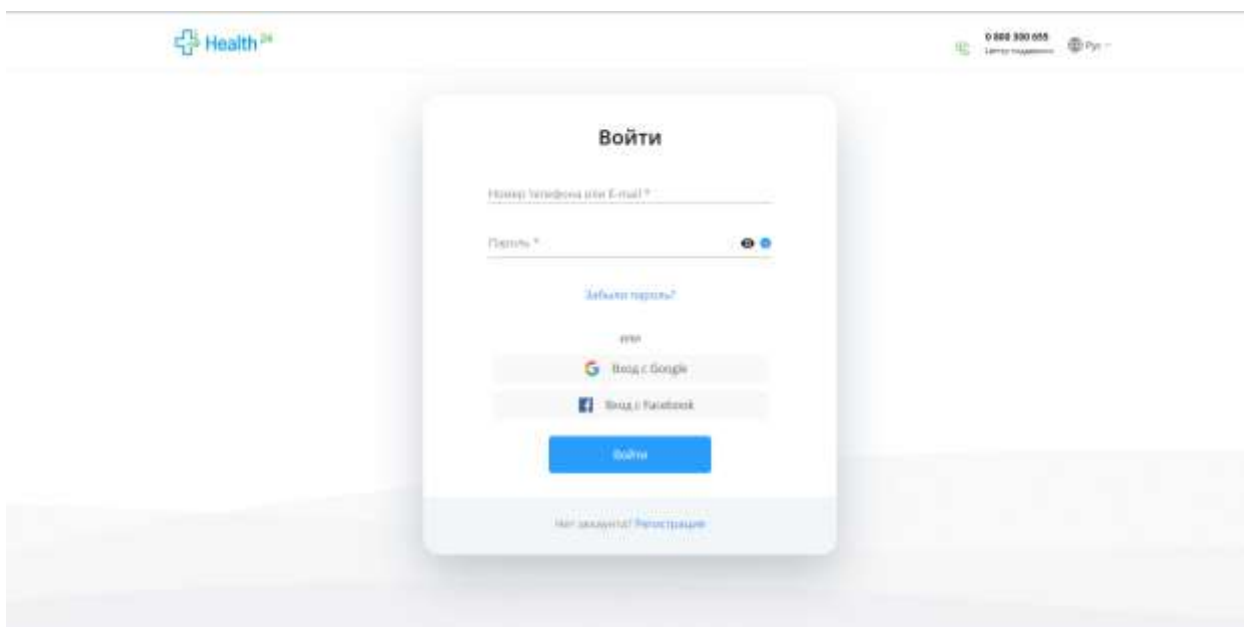 Health 24
0 800 300 655
Центр поддержки
Рус
Войти
Номер телефона или E-mail *
Пароль *
Забыли пароль?
или
Вход с Google
Вход с Facebook
Войти
Нет аккаунта? Регистрация